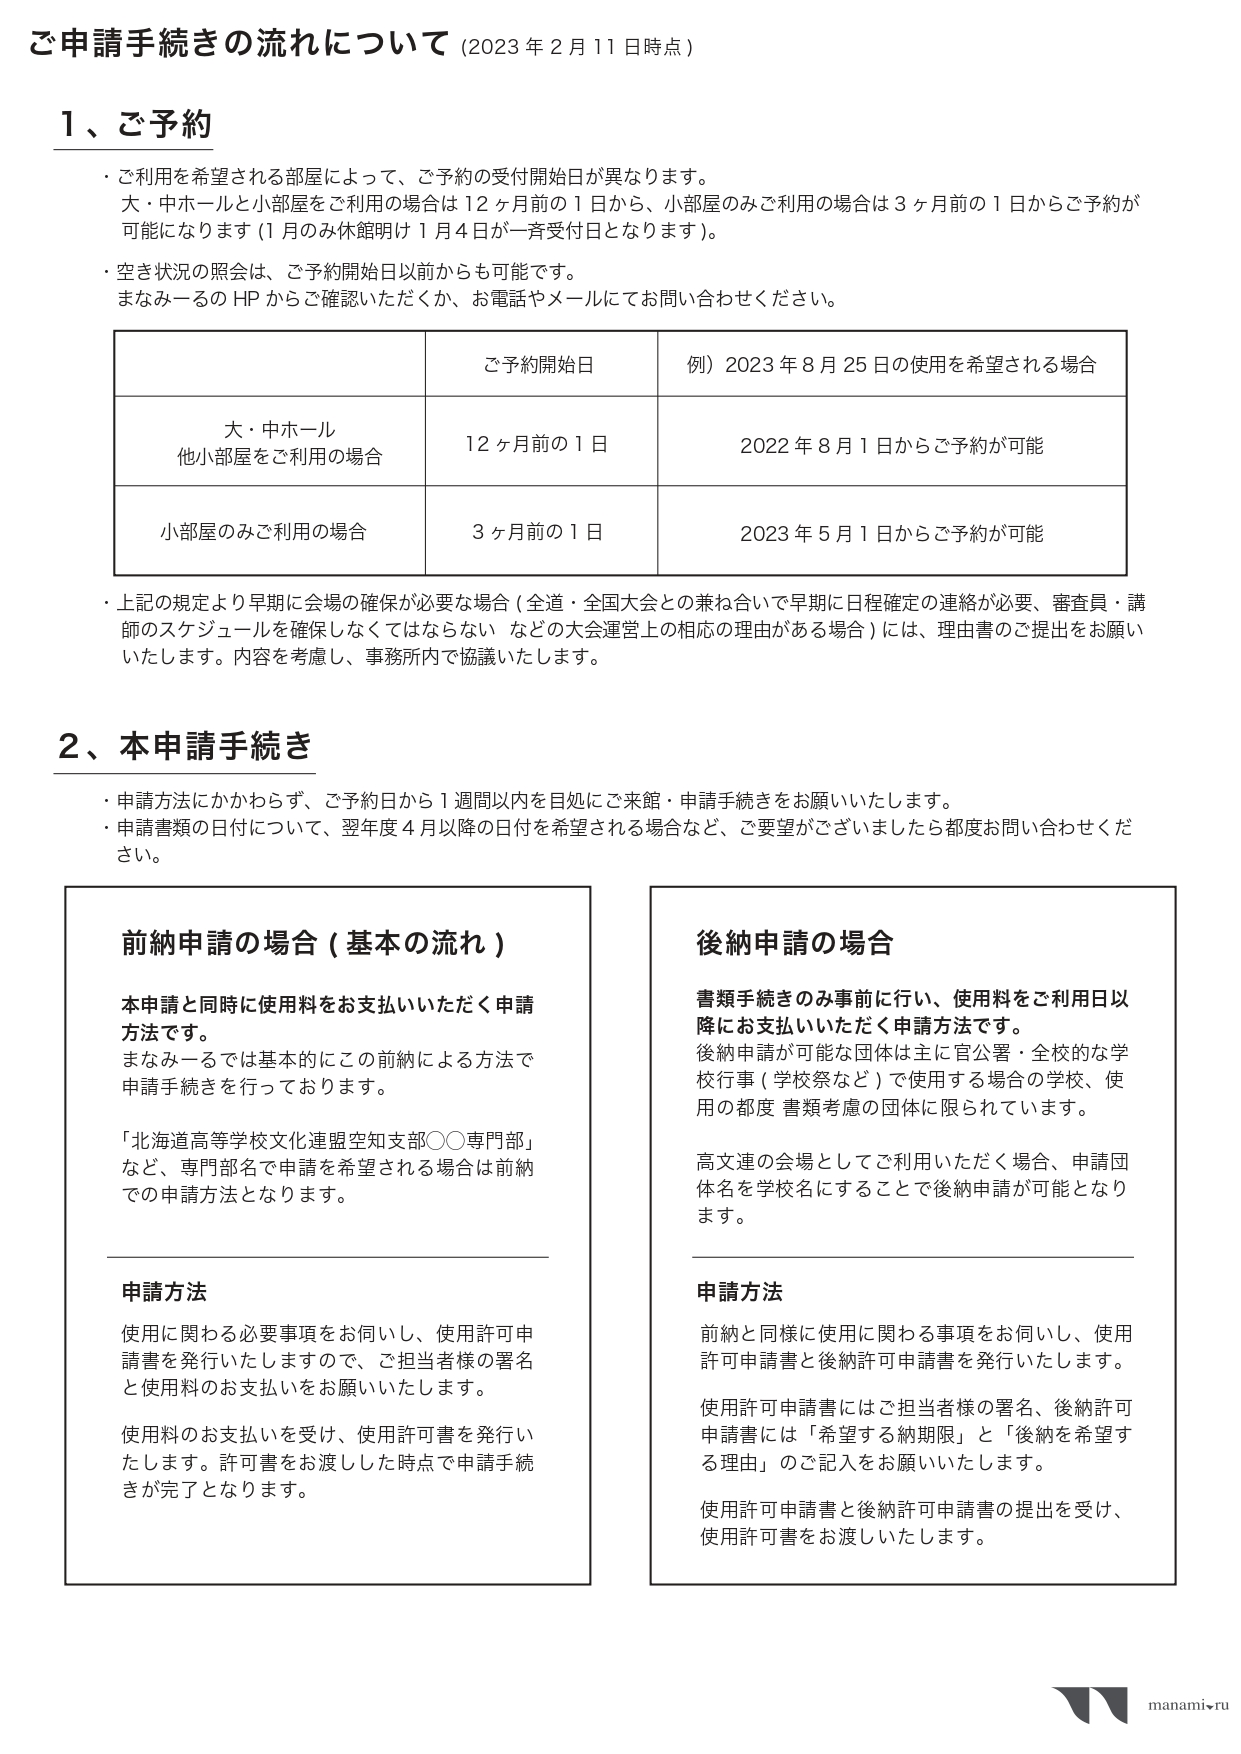 ご申請手続きの流れについて (2023 年 2 月 11 日時点 )
１、ご予約
・ご利用を希望される部屋によって、ご予約の受付開始日が異なります。
大・中ホールと小部屋をご利用の場合は 12 ヶ月前の 1 日から、小部屋のみご利用の場合は 3 ヶ月前の 1 日からご予約が
可能になります (1 月のみ休館明け 1 月４日が一斉受付日となります )。
・空き状況の照会は、ご予約開始日以前からも可能です。
まなみーるの HP からご確認いただくか、お電話やメールにてお問い合わせください。
ご予約開始日
例）2023 年 8 月 25 日の使用を希望される場合
大・中ホール
他小部屋をご利用の場合
12 ヶ月前の 1 日
2022 年 8 月 1 日からご予約が可能
小部屋のみご利用の場合
3 ヶ月前の 1 日
2023 年 5 月 1 日からご予約が可能
・上記の規定より早期に会場の確保が必要な場合 ( 全道・全国大会との兼ね合いで早期に日程確定の連絡が必要、審査員・講
師のスケジュールを確保しなくてはならない などの大会運営上の相応の理由がある場合 ) には、理由書のご提出をお願い
いたします。内容を考慮し、事務所内で協議いたします。
２、本申請手続き
・申請方法にかかわらず、ご予約日から 1 週間以内を目処にご来館・申請手続きをお願いいたします。
・申請書類の日付について、翌年度 4 月以降の日付を希望される場合など、ご要望がございましたら都度お問い合わせくだ
さい。
前納申請の場合 ( 基本の流れ )
本申請と同時に使用料をお支払いいただく申請
方法です。
まなみーるでは基本的にこの前納による方法で
申請手続きを行っております。
「北海道高等学校文化連盟空知支部◯◯専門部」
など、専門部名で申請を希望される場合は前納
での申請方法となります。
申請方法
使用に関わる必要事項をお伺いし、使用許可申
請書を発行いたしますので、ご担当者様の署名
と使用料のお支払いをお願いいたします。
使用料のお支払いを受け、使用許可書を発行い
たします。許可書をお渡しした時点で申請手続
きが完了となります。
後納申請の場合
書類手続きのみ事前に行い、使用料をご利用日以
降にお支払いいただく申請方法です。
後納申請が可能な団体は主に官公署・全校的な学
校行事 ( 学校祭など ) で使用する場合の学校、使
用の都度 書類考慮の団体に限られています。
高文連の会場としてご利用いただく場合、申請団
体名を学校名にすることで後納申請が可能となり
ます。
申請方法
前納と同様に使用に関わる事項をお伺いし、使用
許可申請書と後納許可申請書を発行いたします。
使用許可申請書にはご担当者様の署名、後納許可
申請書には「希望する納期限」と「後納を希望す
る理由」のご記入をお願いいたします。
使用許可申請書と後納許可申請書の提出を受け、
使用許可書をお渡しいたします。
manami-ru